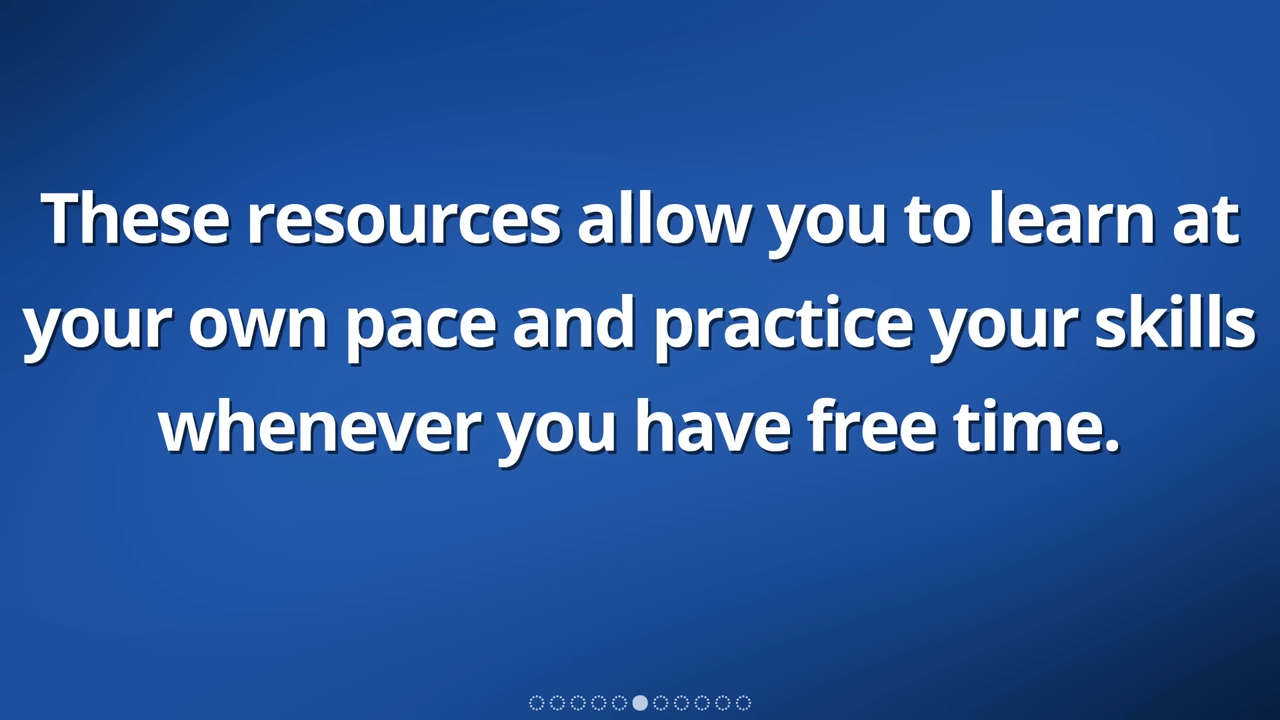 These resources allow you to learn at
your own pace and practice your skills
whenever you have free time.